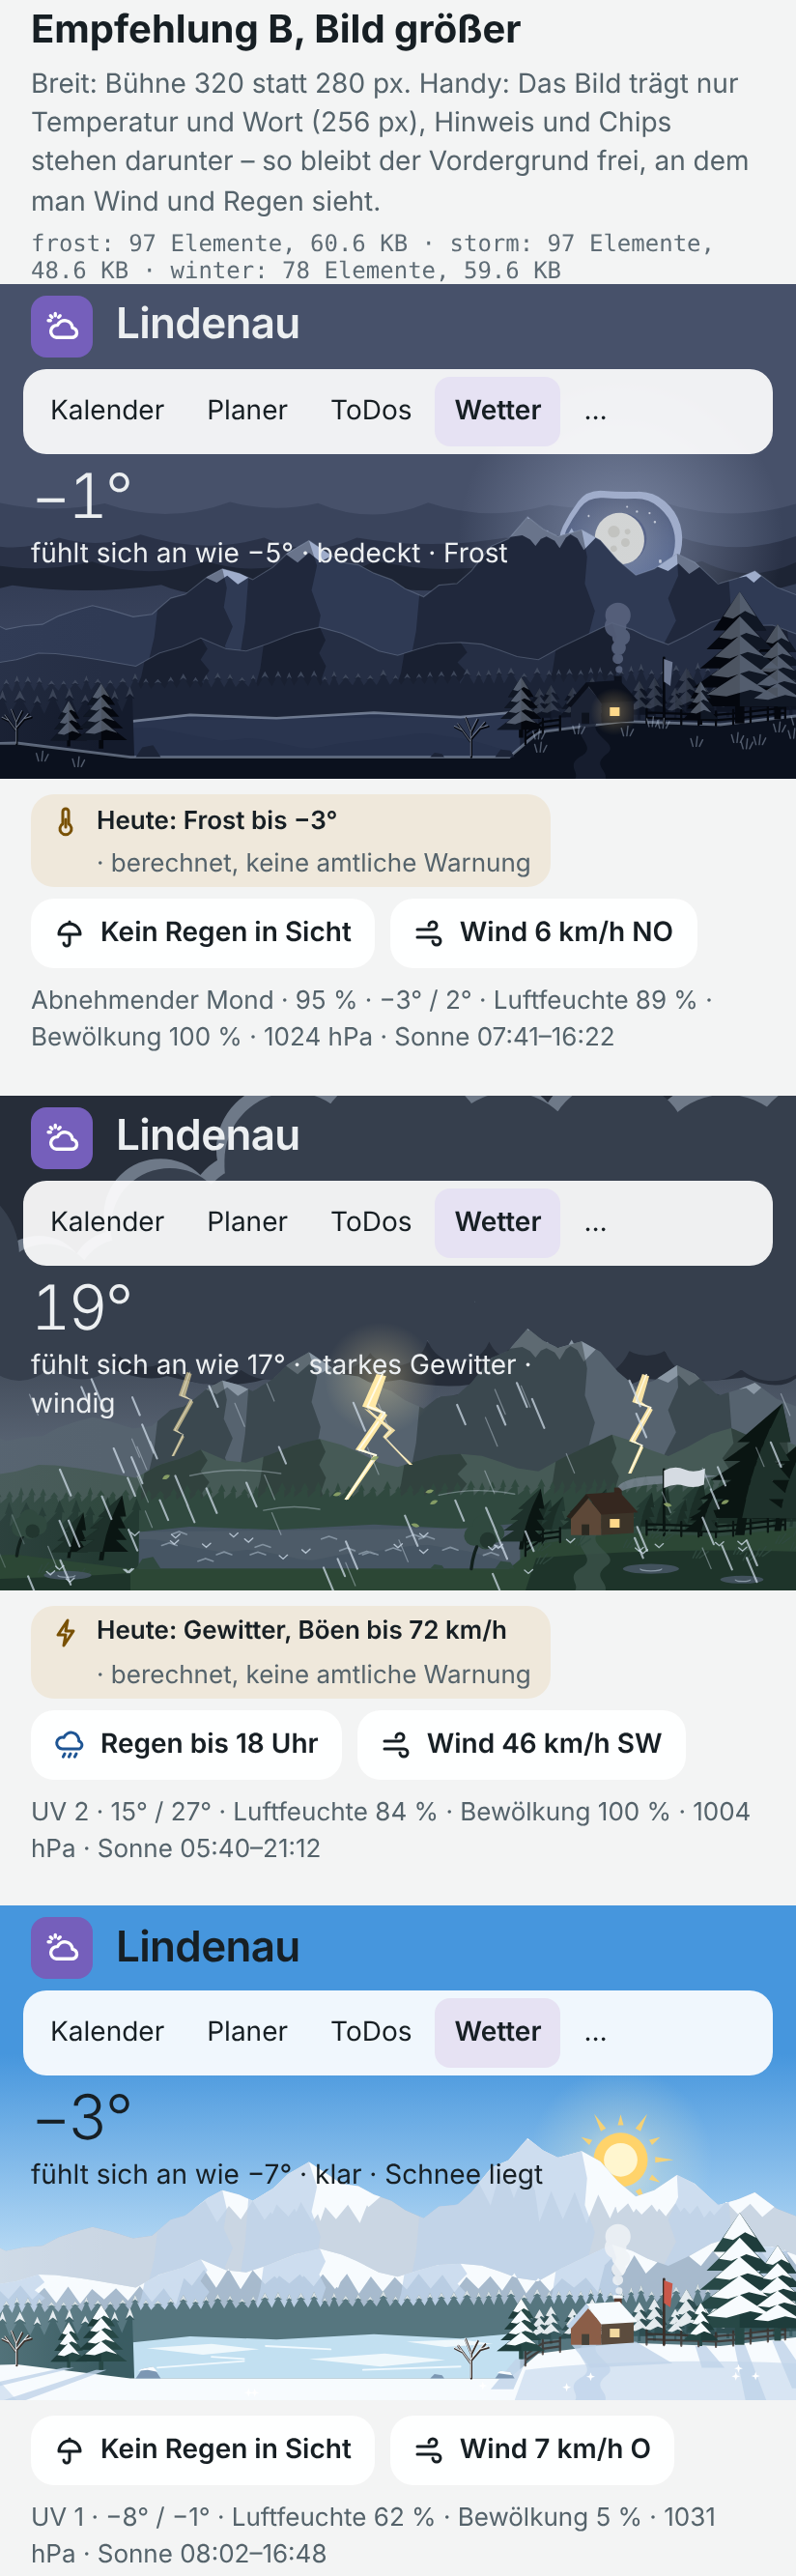 Empfehlung B, Bild größer
Breit: Bühne 320 statt 280 px. Handy: Das Bild trägt nur
Temperatur und Wort (256 px), Hinweis und Chips
stehen darunter – so bleibt der Vordergrund frei, an dem
man Wind und Regen sieht.
frost: 97 Elemente, 60.6 KB · storm: 97 Elemente,
48.6 KB · winter: 78 Elemente, 59.6 KB
Lindenau
Kalender Planer ToDos Wetter ...
−1°
fühlt sich an wie −5° · bedeckt · Frost
Heute: Frost bis −3°
· berechnet, keine amtliche Warnung
Kein Regen in Sicht Wind 6 km/h NO
Abnehmender Mond · 95 % · −3° / 2° · Luftfeuchte 89 % ·
Bewölkung 100 % · 1024 hPa · Sonne 07:41–16:22
Lindenau
Kalender Planer ToDos Wetter ...
19°
fühlt sich an wie 17° · starkes Gewitter ·
windig
Heute: Gewitter, Böen bis 72 km/h
· berechnet, keine amtliche Warnung
Regen bis 18 Uhr Wind 46 km/h SW
UV 2 · 15° / 27° · Luftfeuchte 84 % · Bewölkung 100 % · 1004
hPa · Sonne 05:40–21:12
Lindenau
Kalender Planer ToDos Wetter ...
−3°
fühlt sich an wie −7° · klar · Schnee liegt
Kein Regen in Sicht Wind 7 km/h O
UV 1 · −8° / −1° · Luftfeuchte 62 % · Bewölkung 5 % · 1031
hPa · Sonne 08:02–16:48